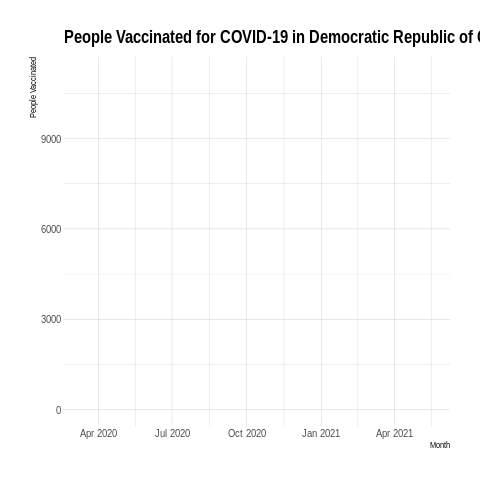 People Vaccinated for COVID-19 in Democratic Republic of
People Vaccinated
9000
6000
3000
0
Apr 2020
Jul 2020
Oct 2020
Jan 2021
Apr 2021
Month